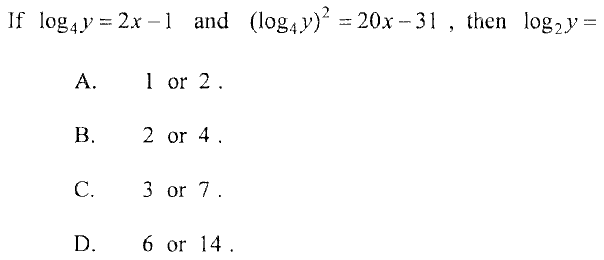 If log₄y = 2x – 1 and (log₄y)² = 20x – 31 , then log₂y =
A. 1 or 2 .
B. 2 or 4 .
C. 3 or 7 .
D. 6 or 14 .